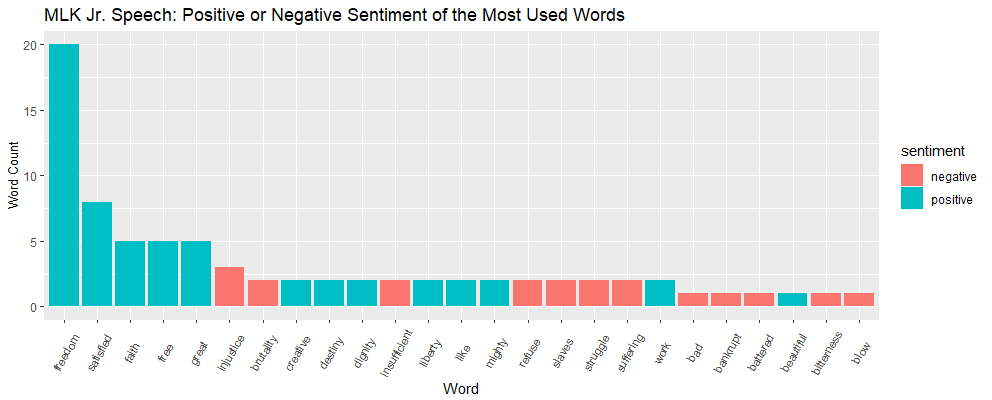 MLK Jr. Speech: Positive or Negative Sentiment of the Most Used Words
Word Count
20
15
10
5
0
freedom
satisfied
faith
free
great
injustice
brutality
creative
destiny
dignity
insufficient
liberty
like
mighty
refuse
slaves
struggle
suffering
work
bad
bankrupt
battered
beautiful
bitterness
blow
Word
sentiment
negative
positive